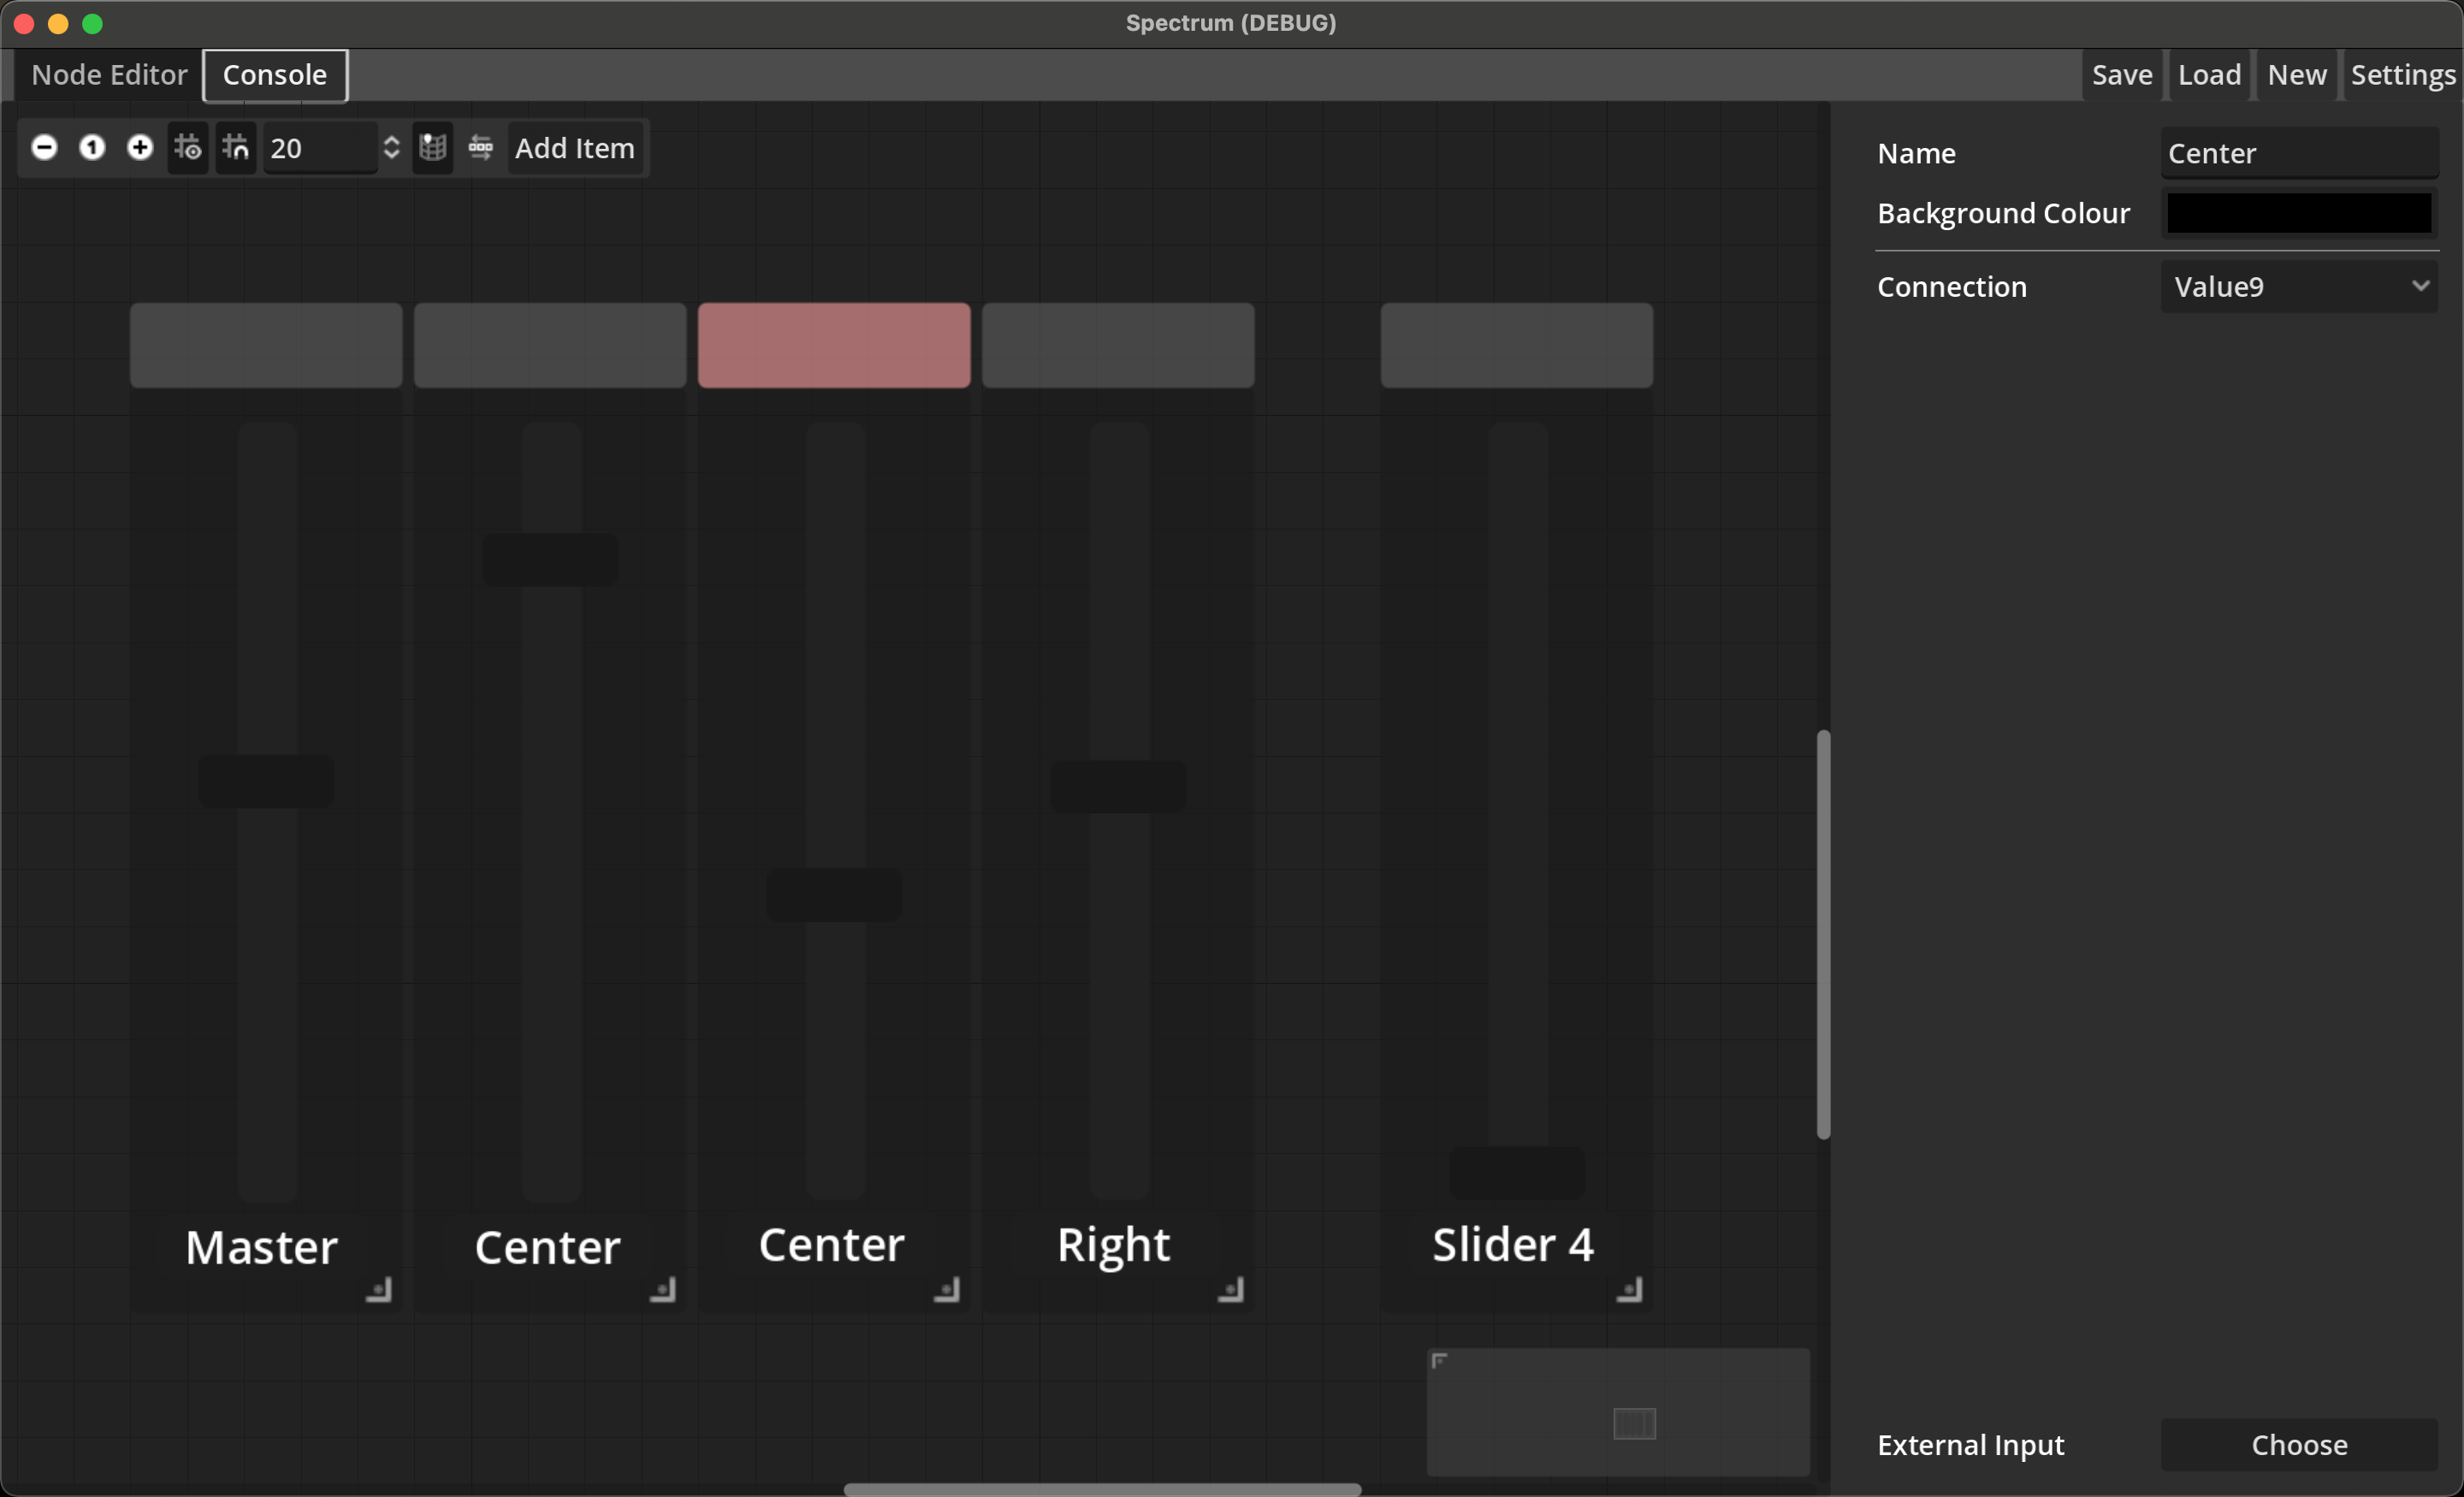 Spectrum (DEBUG)
Node Editor Console Save Load New Settings
1 20 Add Item
Name Center
Background Colour
Connection Value9
Master Center Center Right Slider 4
External Input Choose